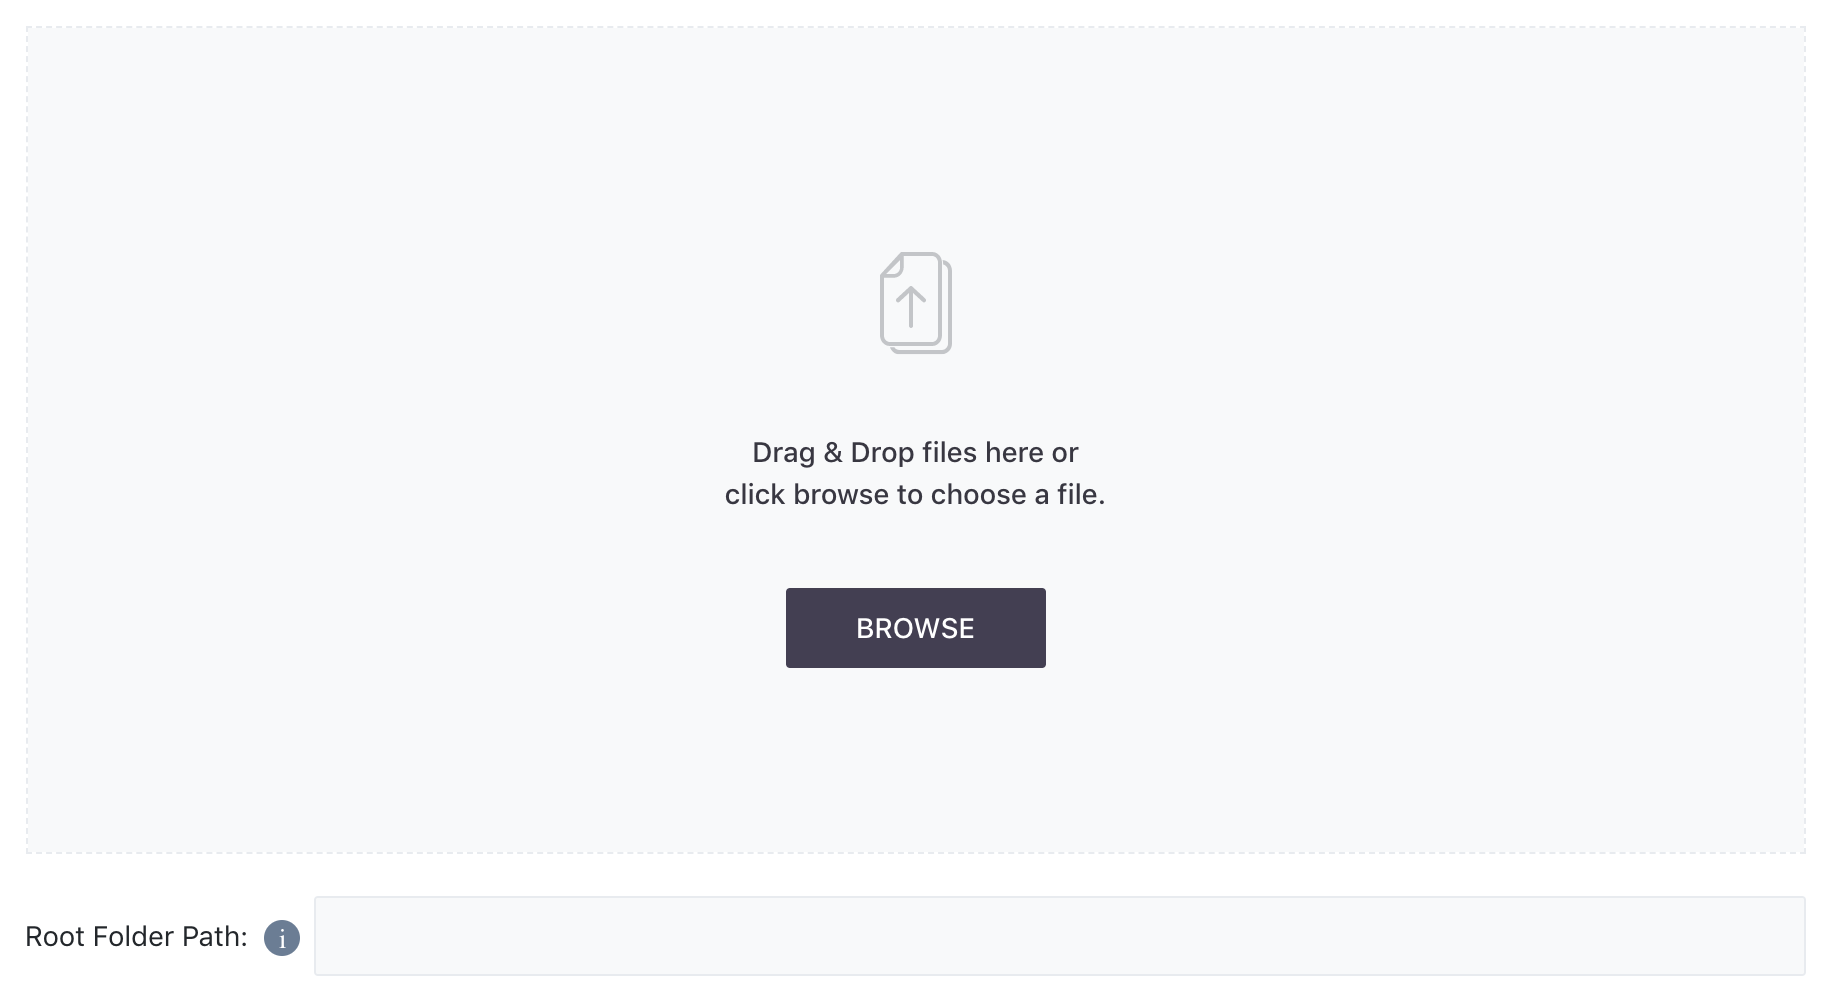 Drag & Drop files here or
click browse to choose a file.
BROWSE
Root Folder Path: i